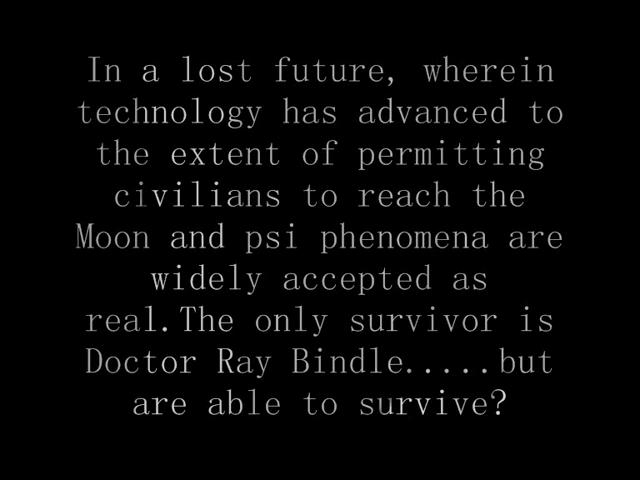 In a lost future, wherein
technology has advanced to
the extent of permitting
civilians to reach the
Moon and psi phenomena are
widely accepted as
real.The only survivor is
Doctor Ray Bindle.....but
are able to survive?